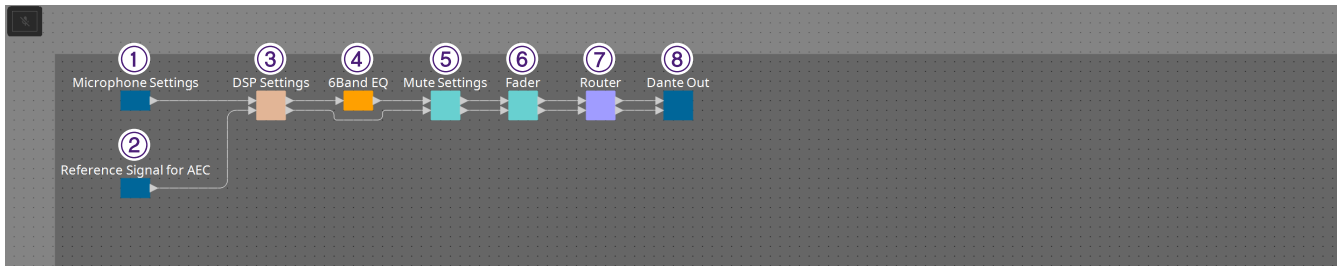 ① ③ ④ ⑤ ⑥ ⑦ ⑧
Microphone Settings DSP Settings 6Band EQ Mute Settings Fader Router Dante Out
②
Reference Signal for AEC